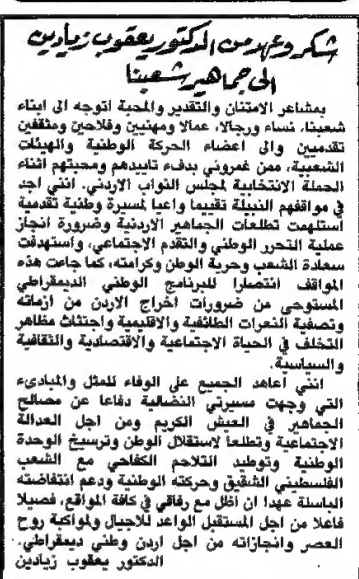 شكر وعهد من الدكتور يعقوب زيادين
الى جماهير شعبنا
بمشاعر الامتنان والتقدير والمحبة اتوجه الى ابناء
شعبنا، نساء ورجالا، عمالا ومهنيين وفلاحين ومثقفين
تقدميين والى اعضاء الحركة الوطنية والهيئات
الشعبية، ممن غمروني بدفء تاييدهم ومحبتهم اثناء
الحملة الانتخابية لمجلس النواب الاردني. انني اجد
في مواقفهم النبيلة تقييما واعيا لمسيرة وطنية تقدمية
استلهمت تطلعات الجماهير الاردنية وضرورة انجاز
عملية التحرر الوطني والتقدم الاجتماعي، واستهدفت
سعادة الشعب وحرية الوطن وكرامته، كما جاءت هذه
المواقف انتصارا للبرنامج الوطني الديمقراطي
المستوحى من ضرورات اخراج الاردن من ازماته
وتصفية النعرات الطائفية والاقليمية واجتثاث مظاهر
التخلف في الحياة الاجتماعية والاقتصادية والثقافية
والسياسية.
انني اعاهد الجميع على الوفاء للمثل والمبادىء
التي وجهت مسيرتي النضالية دفاعا عن مصالح
الجماهير في العيش الكريم ومن اجل العدالة
الاجتماعية وتطلعا لاستقلال الوطن وترسيخ الوحدة
الوطنية وتوطيد التلاحم الكفاحي مع الشعب
الفلسطيني الشقيق وحركته الوطنية ودعم انتفاضته
الباسلة عهدا ان اظل مع رفاقي في كافة المواقع، فصيلا
فاعلا من اجل المستقبل الواعد للاجيال ولمواكبة روح
العصر وانجازاته من اجل اردن وطني ديمقراطي.
الدكتور يعقوب زيادين